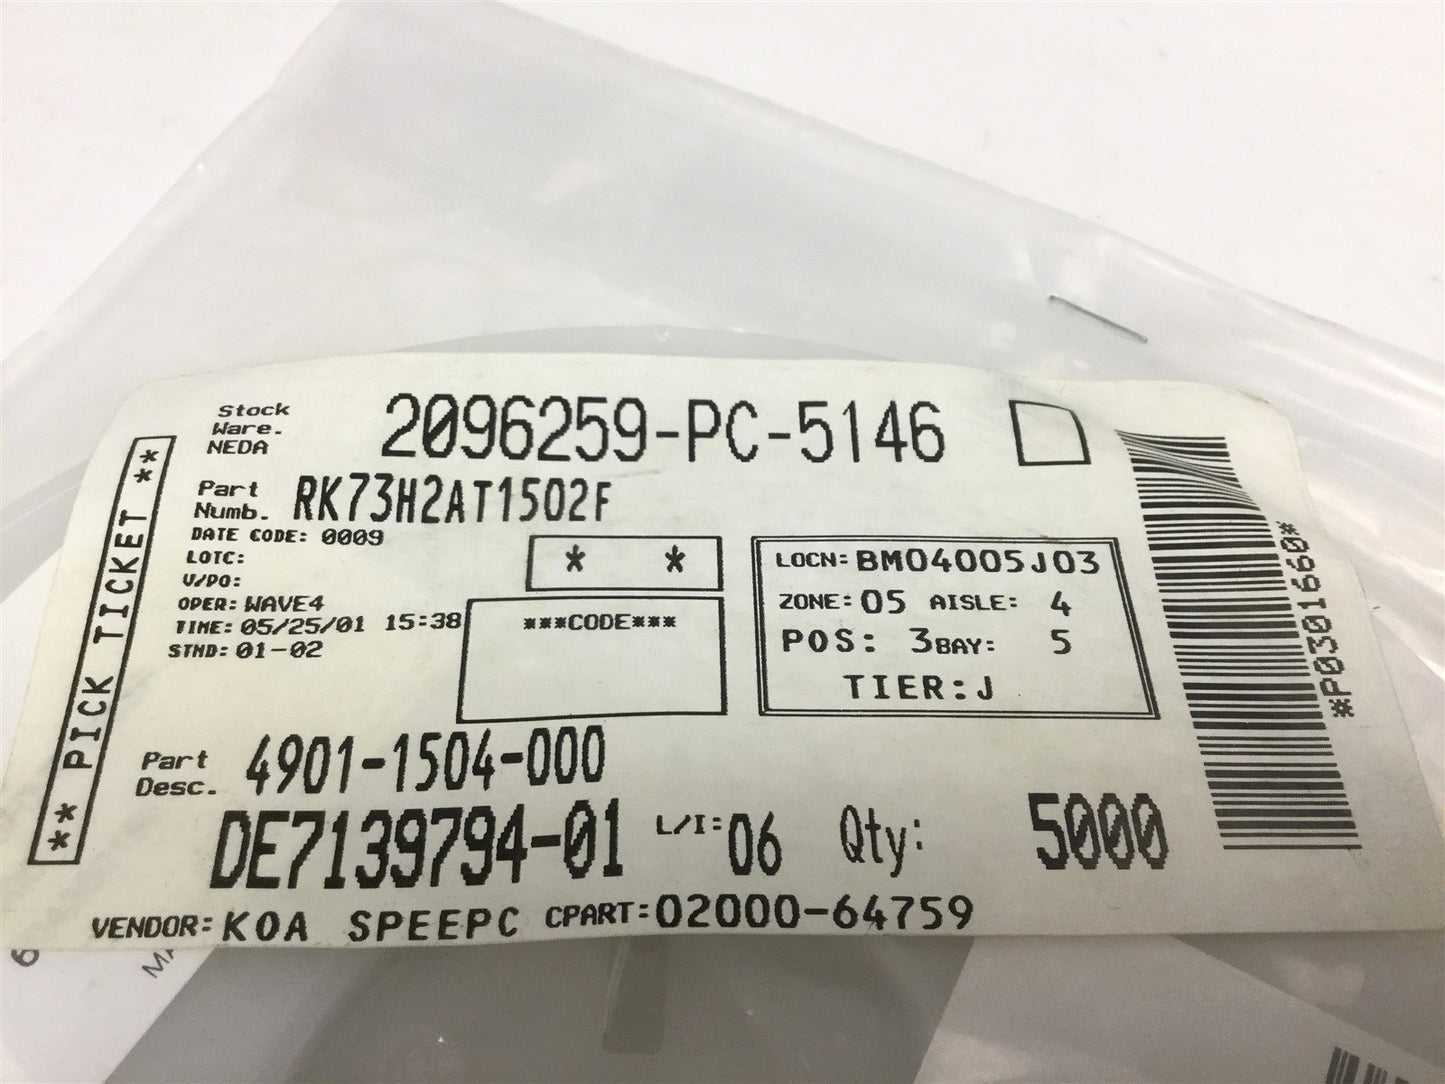 ** PICK TICKET **
Stock Ware. NEDA 2096259-PC-5146
Part Numb. RK73H2AT1502F
DATE CODE: 0009
LOTC:
V/PO:
OPER: WAVE4
TIME: 05/25/01 15:38
STND: 01-02
* *
***CODE***
LOCN: BM04005J03
ZONE: 05 AISLE: 4
POS: 3 BAY: 5
TIER: J
*P0301660*
Part Desc. 4901-1504-000
DE7139794-01 L/I: 06 Qty: 5000
VENDOR: KOA SPEEPC CPART: 02000-64759